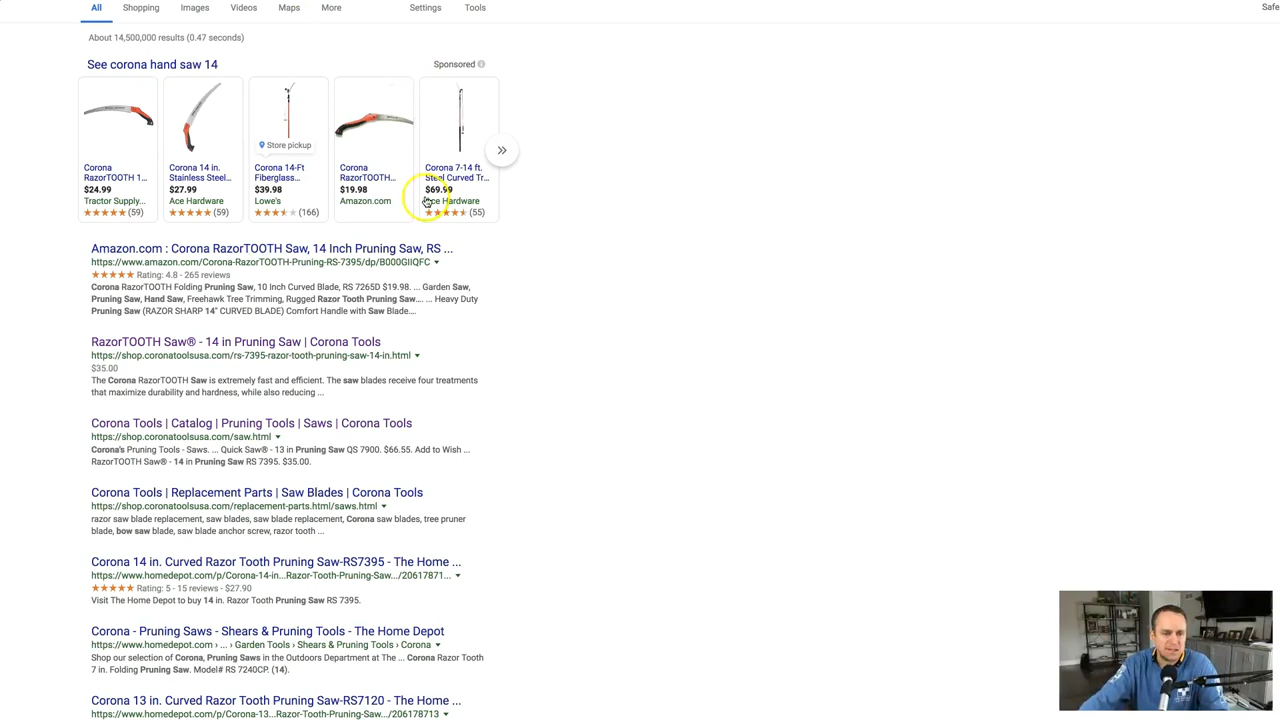 All Shopping Images Videos Maps More Settings Tools Safe
About 14,500,000 results (0.47 seconds)
See corona hand saw 14
Sponsored
Store pickup
Corona
RazorTOOTH 1...
$24.99
Tractor Supply...
(59)
Corona 14 in.
Stainless Steel...
$27.99
Ace Hardware
(59)
Corona 14-Ft
Fiberglass...
$39.98
Lowe's
(166)
Corona
RazorTOOTH...
$19.98
Amazon.com
Corona 7-14 ft.
Steel Curved Tr...
$69.99
Ace Hardware
(55)
Amazon.com : Corona RazorTOOTH Saw, 14 Inch Pruning Saw, RS ...
https://www.amazon.com/Corona-RazorTOOTH-Pruning-RS-7395/dp/B000GIIQFC
Rating: 4.8 - 265 reviews
Corona RazorTOOTH Folding Pruning Saw, 10 Inch Curved Blade, RS 7265D $19.98. ... Garden Saw,
Pruning Saw, Hand Saw, Freehawk Tree Trimming, Rugged Razor Tooth Pruning Saw.... ... Heavy Duty
Pruning Saw (RAZOR SHARP 14" CURVED BLADE) Comfort Handle with Saw Blade....
RazorTOOTH Saw® - 14 in Pruning Saw | Corona Tools
https://shop.coronatoolsusa.com/rs-7395-razor-tooth-pruning-saw-14-in.html
$35.00
The Corona RazorTOOTH Saw is extremely fast and efficient. The saw blades receive four treatments
that maximize durability and hardness, while also reducing ...
Corona Tools | Catalog | Pruning Tools | Saws | Corona Tools
https://shop.coronatoolsusa.com/saw.html
Corona's Pruning Tools - Saws. ... Quick Saw® - 13 in Pruning Saw QS 7900. $66.55. Add to Wish ...
RazorTOOTH Saw® - 14 in Pruning Saw RS 7395. $35.00.
Corona Tools | Replacement Parts | Saw Blades | Corona Tools
https://shop.coronatoolsusa.com/replacement-parts.html/saws.html
razor saw blade replacement, saw blades, saw blade replacement, Corona saw blades, tree pruner
blade, bow saw blade, saw blade anchor screw, razor tooth ...
Corona 14 in. Curved Razor Tooth Pruning Saw-RS7395 - The Home ...
https://www.homedepot.com/p/Corona-14-in...Razor-Tooth-Pruning-Saw.../20617871...
Rating: 5 - 15 reviews - $27.90
Visit The Home Depot to buy 14 in. Razor Tooth Pruning Saw RS 7395.
Corona - Pruning Saws - Shears & Pruning Tools - The Home Depot
https://www.homedepot.com › ... › Garden Tools › Shears & Pruning Tools › Corona
Shop our selection of Corona, Pruning Saws in the Outdoors Department at The ... Corona Razor Tooth
7 in. Folding Pruning Saw. Model# RS 7240CP. (14).
Corona 13 in. Curved Razor Tooth Pruning Saw-RS7120 - The Home ...
https://www.homedepot.com/p/Corona-13...Razor-Tooth-Pruning-Saw.../206178713